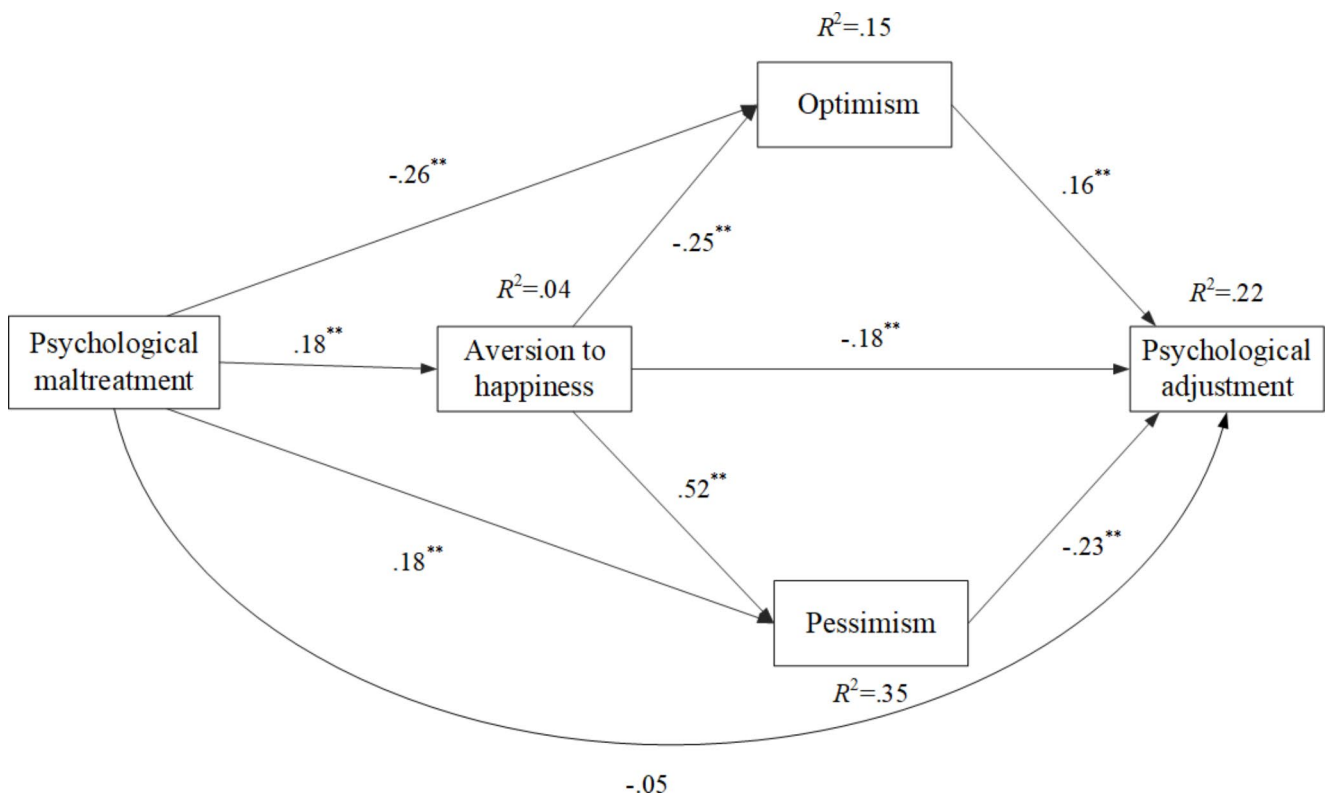 R²=.15
Optimism
-.26**
.16**
-.25**
R²=.04
R²=.22
Psychological
maltreatment
.18**
Aversion to
happiness
-.18**
Psychological
adjustment
.52**
.18**
-.23**
Pessimism
R²=.35
-.05